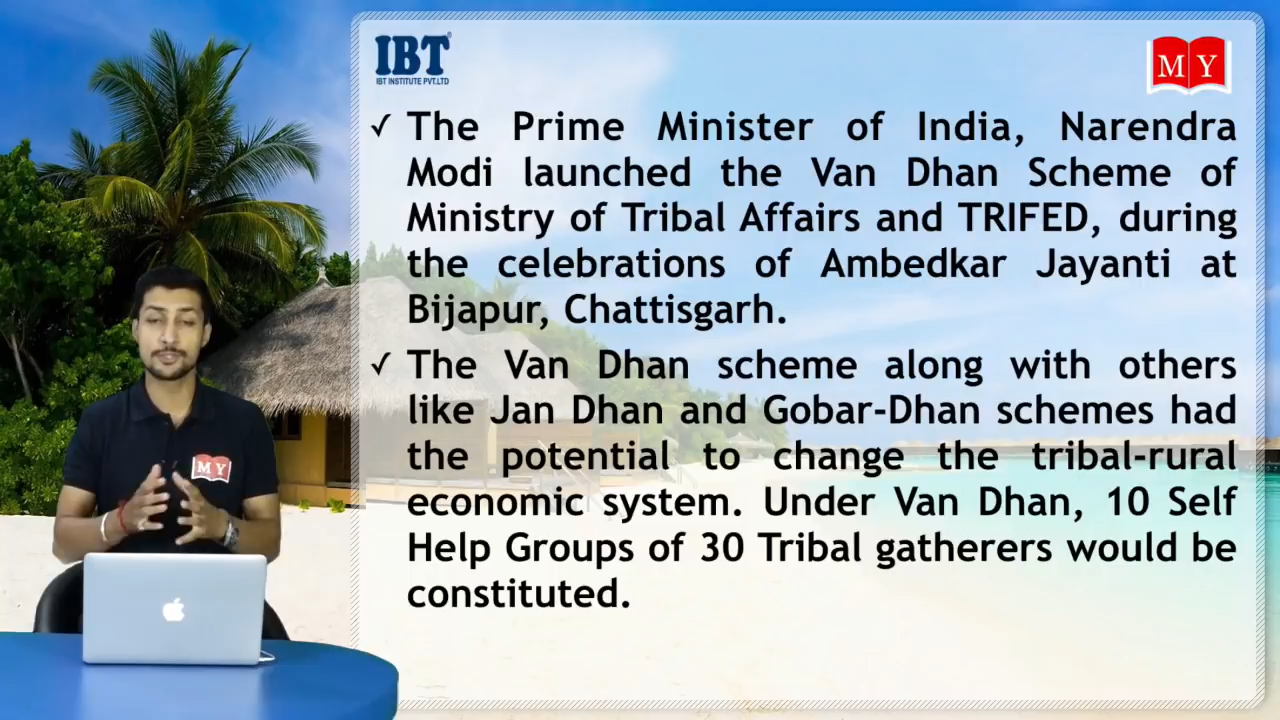 IBT
IBT INSTITUTE PVT.LTD
M Y
✓ The Prime Minister of India, Narendra
Modi launched the Van Dhan Scheme of
Ministry of Tribal Affairs and TRIFED, during
the celebrations of Ambedkar Jayanti at
Bijapur, Chattisgarh.
✓ The Van Dhan scheme along with others
like Jan Dhan and Gobar-Dhan schemes had
the potential to change the tribal-rural
economic system. Under Van Dhan, 10 Self
Help Groups of 30 Tribal gatherers would be
constituted.
M Y